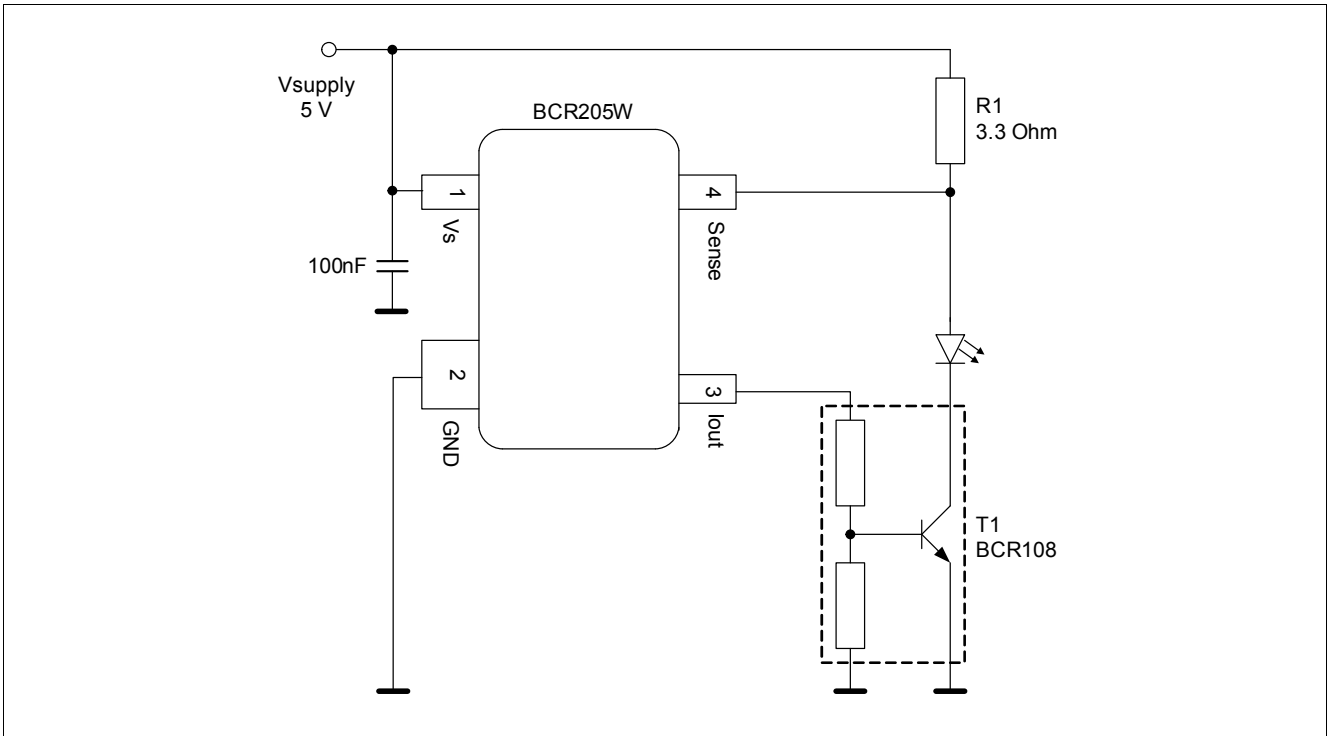 Vsupply
5 V
BCR205W
R1
3.3 Ohm
1
Vs
4
Sense
100nF
2
GND
3
Iout
T1
BCR108